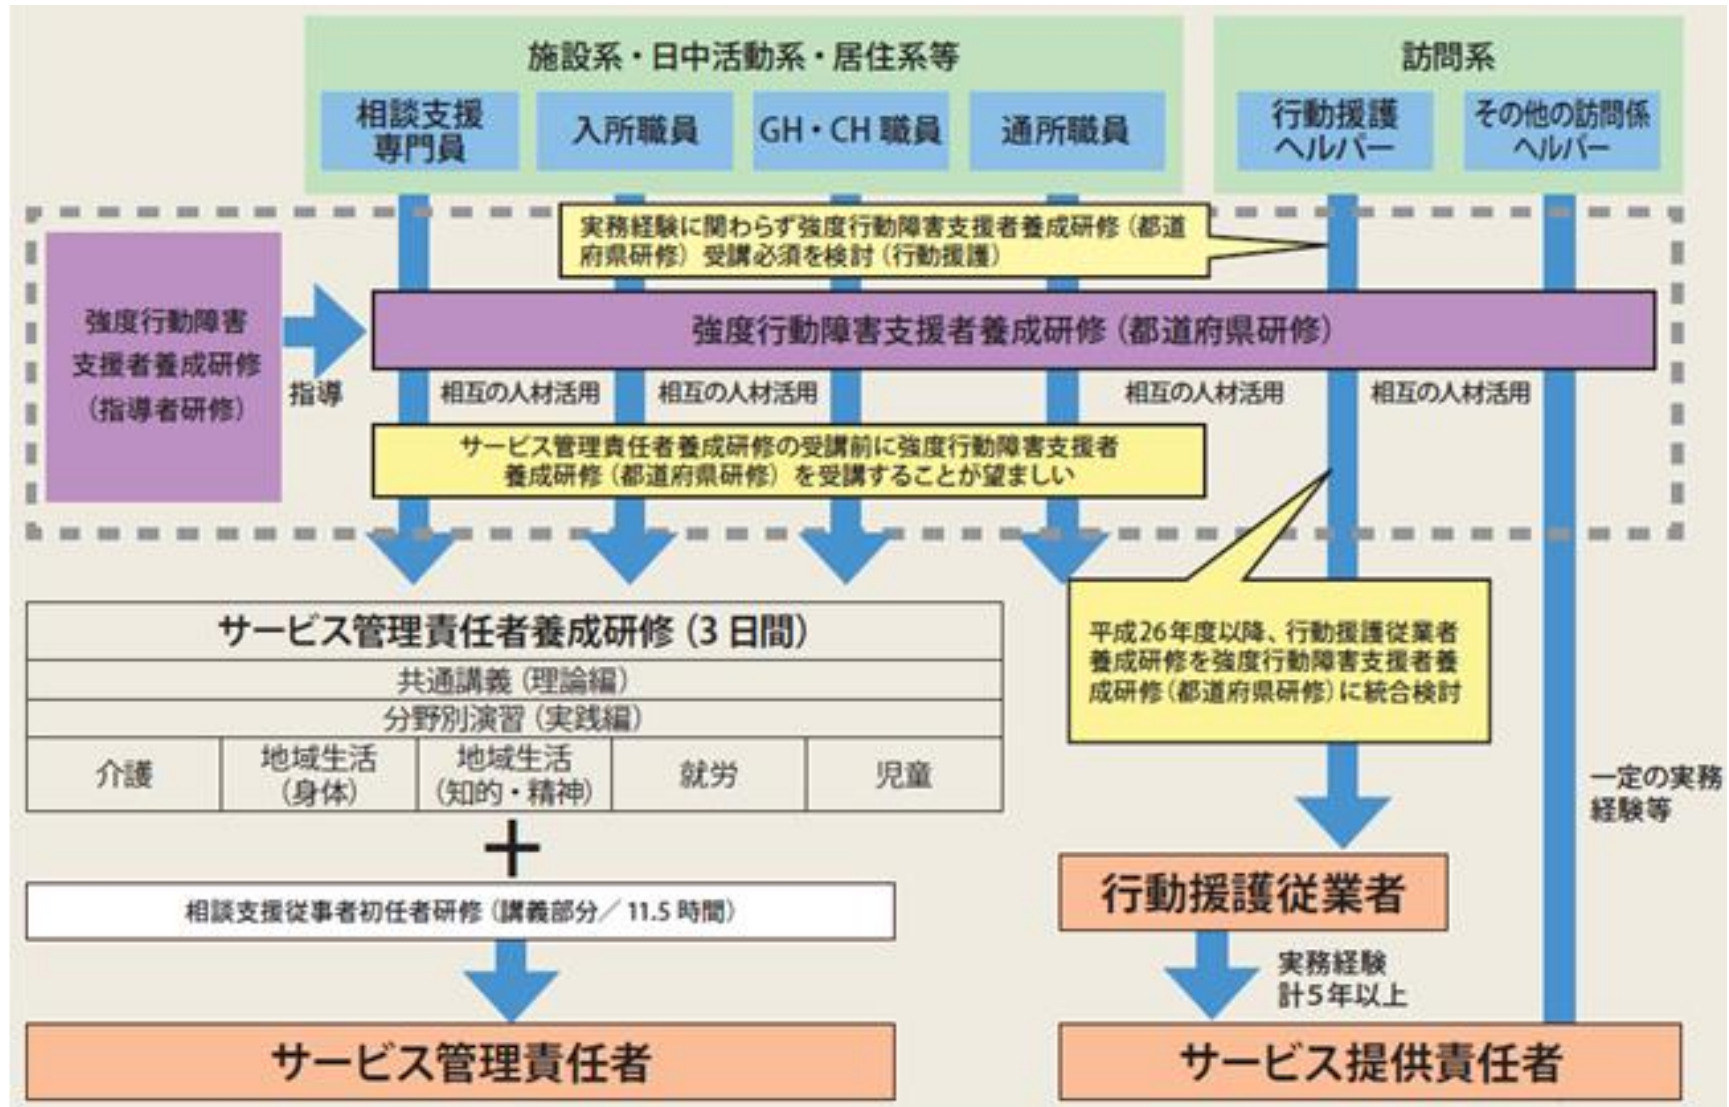 施設系・日中活動系・居住系等
訪問系
相談支援
専門員
入所職員
GH・CH 職員
通所職員
行動援護
ヘルパー
その他の訪問係
ヘルパー
実務経験に関わらず強度行動障害支援者養成研修（都道
府県研修）受講必須を検討（行動援護）
強度行動障害
支援者養成研修
（指導者研修）
指導
強度行動障害支援者養成研修（都道府県研修）
相互の人材活用
相互の人材活用
相互の人材活用
相互の人材活用
サービス管理責任者養成研修の受講前に強度行動障害支援者
養成研修（都道府県研修）を受講することが望ましい
平成26年度以降、行動援護従業者
養成研修を強度行動障害支援者養
成研修（都道府県研修）に統合検討
サービス管理責任者養成研修（3 日間）
共通講義（理論編）
分野別演習（実践編）
介護
地域生活
（身体）
地域生活
（知的・精神）
就労
児童
＋
相談支援従事者初任者研修（講義部分／ 11.5 時間）
サービス管理責任者
一定の実務
経験等
行動援護従業者
実務経験
計5年以上
サービス提供責任者